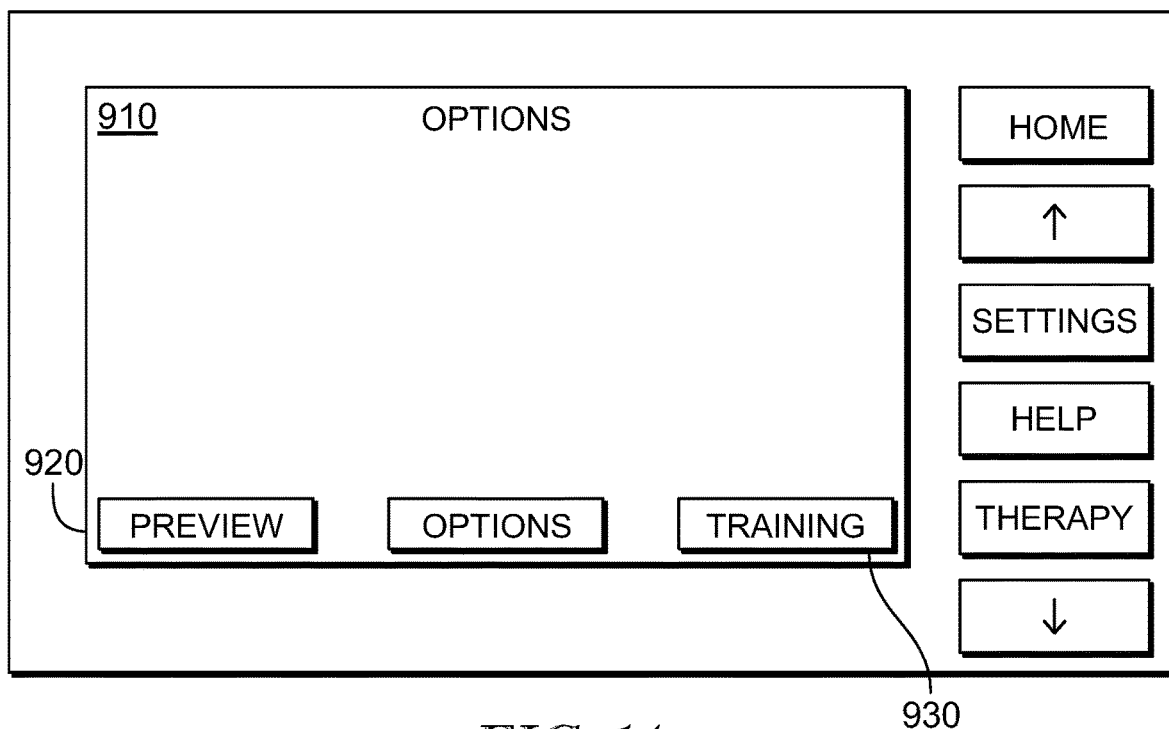 910 OPTIONS
HOME
↑
SETTINGS
HELP
THERAPY
↓
920
PREVIEW OPTIONS TRAINING
930